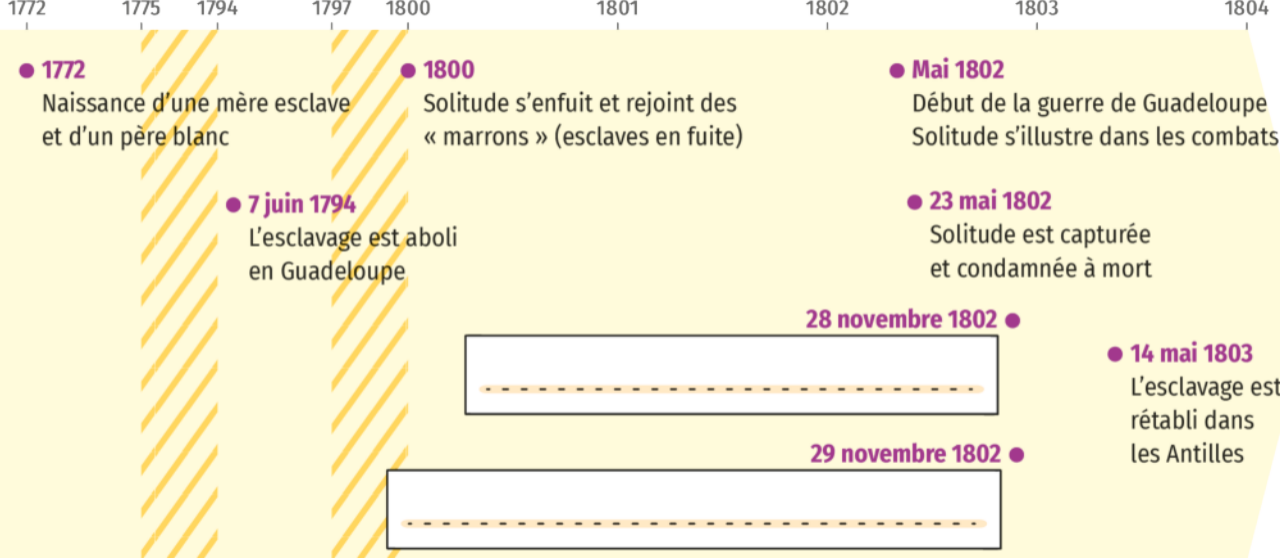 1772 1775 1794 1797 1800 1801 1802 1803 1804
1772
Naissance d’une mère esclave
et d’un père blanc
7 juin 1794
L’esclavage est aboli
en Guadeloupe
1800
Solitude s’enfuit et rejoint des
« marrons » (esclaves en fuite)
Mai 1802
Début de la guerre de Guadeloupe
Solitude s’illustre dans les combats
23 mai 1802
Solitude est capturée
et condamnée à mort
28 novembre 1802
29 novembre 1802
14 mai 1803
L’esclavage est
rétabli dans
les Antilles